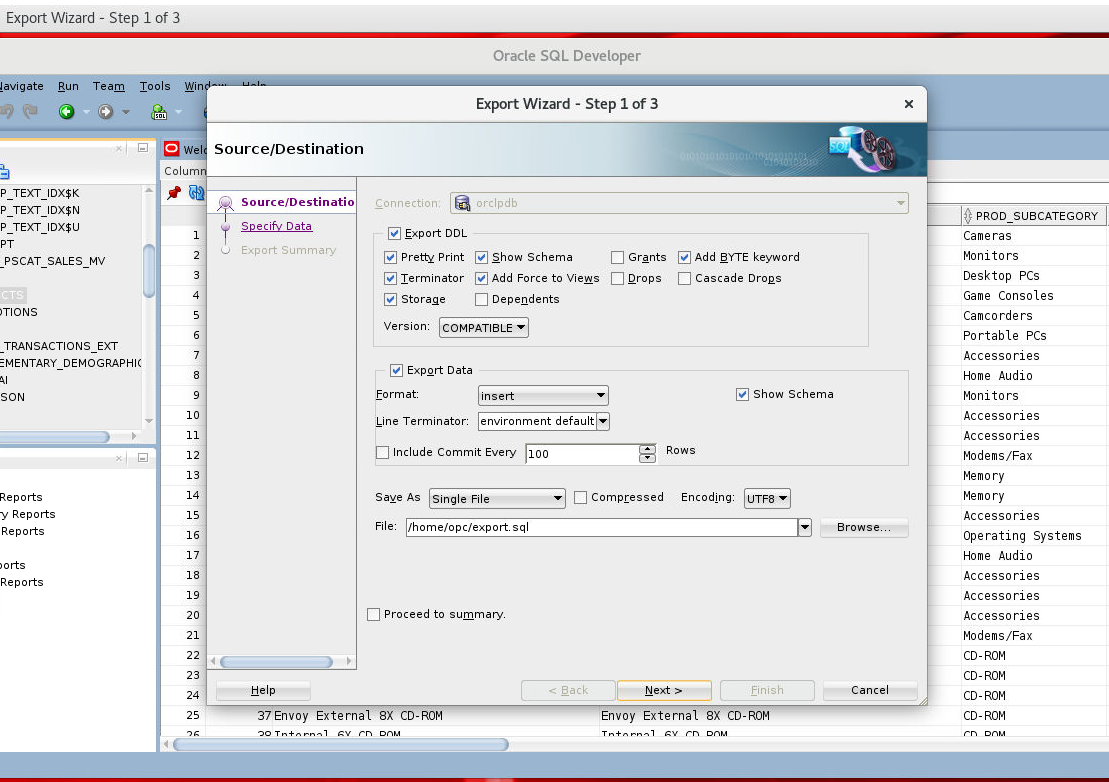 Export Wizard - Step 1 of 3
Oracle SQL Developer
Navigate Run Team Tools Window Help
Export Wizard - Step 1 of 3
Source/Destination
Source/Destinatio
Specify Data
Export Summary
Connection: orclpdb
Export DDL
Pretty Print Show Schema Grants Add BYTE keyword
Terminator Add Force to Views Drops Cascade Drops
Storage Dependents
Version: COMPATIBLE
Export Data
Format: insert Show Schema
Line Terminator: environment default
Include Commit Every 100 Rows
Save As Single File Compressed Encoding: UTF8
File: /home/opc/export.sql Browse...
Proceed to summary.
Help < Back Next > Finish Cancel
P_TEXT_IDX$K
P_TEXT_IDX$N
P_TEXT_IDX$U
PT
_PSCAT_SALES_MV
CTS
OTIONS
_TRANSACTIONS_EXT
EMENTARY_DEMOGRAPHIC
AI
SON
Reports
ry Reports
Reports
ports
Reports
Welc
Column
PROD_SUBCATEGORY
1 Cameras
2 Monitors
3 Desktop PCs
4 Game Consoles
5 Camcorders
6 Portable PCs
7 Accessories
8 Home Audio
9 Monitors
10 Accessories
11 Accessories
12 Modems/Fax
13 Memory
14 Memory
15 Accessories
16 Operating Systems
17 Home Audio
18 Accessories
19 Accessories
20 Accessories
21 Modems/Fax
22 CD-ROM
23 CD-ROM
24 CD-ROM
25 37 Envoy External 8X CD-ROM Envoy External 8X CD-ROM CD-ROM
26 38 Internal 6X CD-ROM Internal 6X CD-ROM CD-ROM